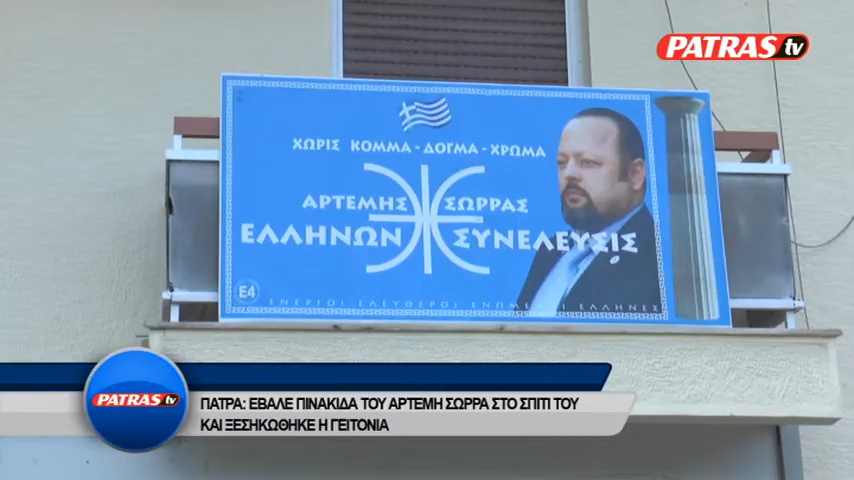 PATRAS tv
ΧΩΡΙΣ ΚΟΜΜΑ - ΔΟΓΜΑ - ΧΡΩΜΑ
ΑΡΤΕΜΗΣ ΣΩΡΡΑΣ
ΕΛΛΗΝΩΝ ΣΥΝΕΛΕΥΣΙΣ
E4
ΕΝΕΡΓΟΙ ΕΛΕΥΘΕΡΟΙ ΕΝΩΜΕΝΟΙ ΕΛΛΗΝΕΣ
PATRAS tv
ΠΑΤΡΑ: ΕΒΑΛΕ ΠΙΝΑΚΙΔΑ ΤΟΥ ΑΡΤΕΜΗ ΣΩΡΡΑ ΣΤΟ ΣΠΙΤΙ ΤΟΥ
ΚΑΙ ΞΕΣΗΚΩΘΗΚΕ Η ΓΕΙΤΟΝΙΑ